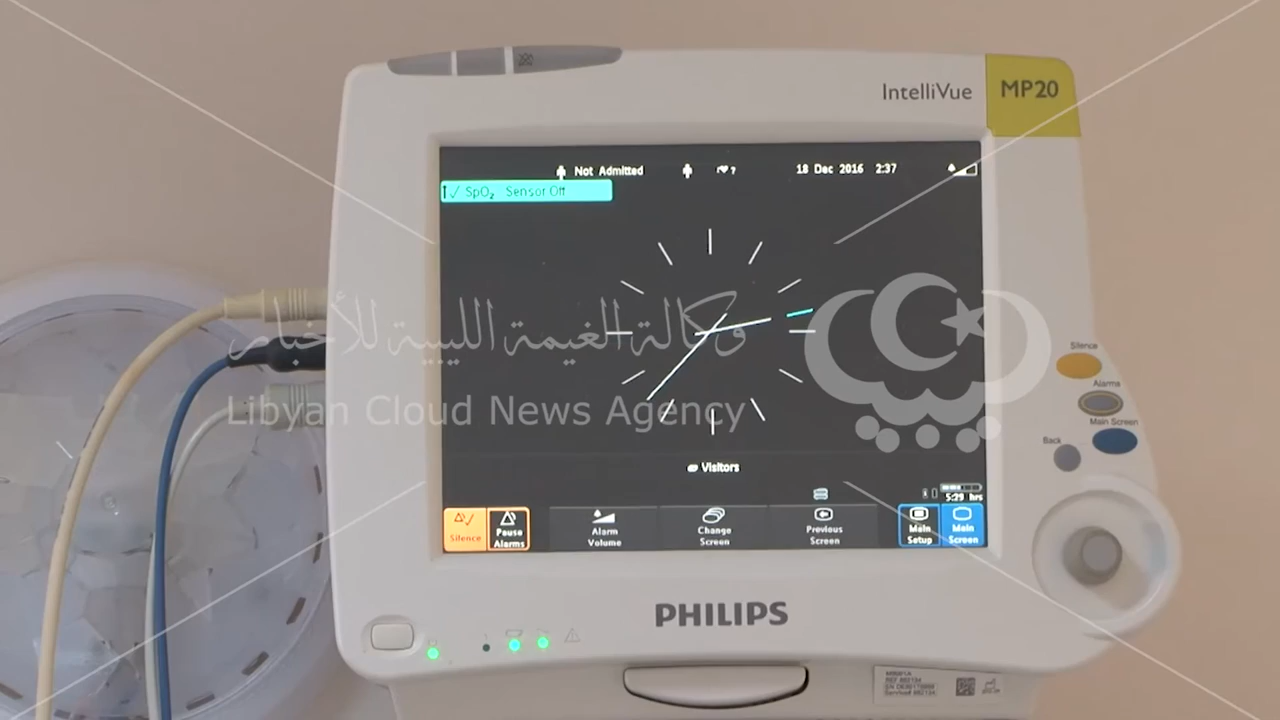 IntelliVue
MP20
Not Admitted
?
18 Dec 2016 2:37
SpO₂ Sensor Off
وكالة الغيمة الليبية للأخبار
Libyan Cloud News Agency
Visitors
5:29 hrs
Silence
Pause
Alarms
Alarm
Volume
Change
Screen
Previous
Screen
Main
Setup
Main
Screen
Silence
Alarms
Main Screen
Back
PHILIPS